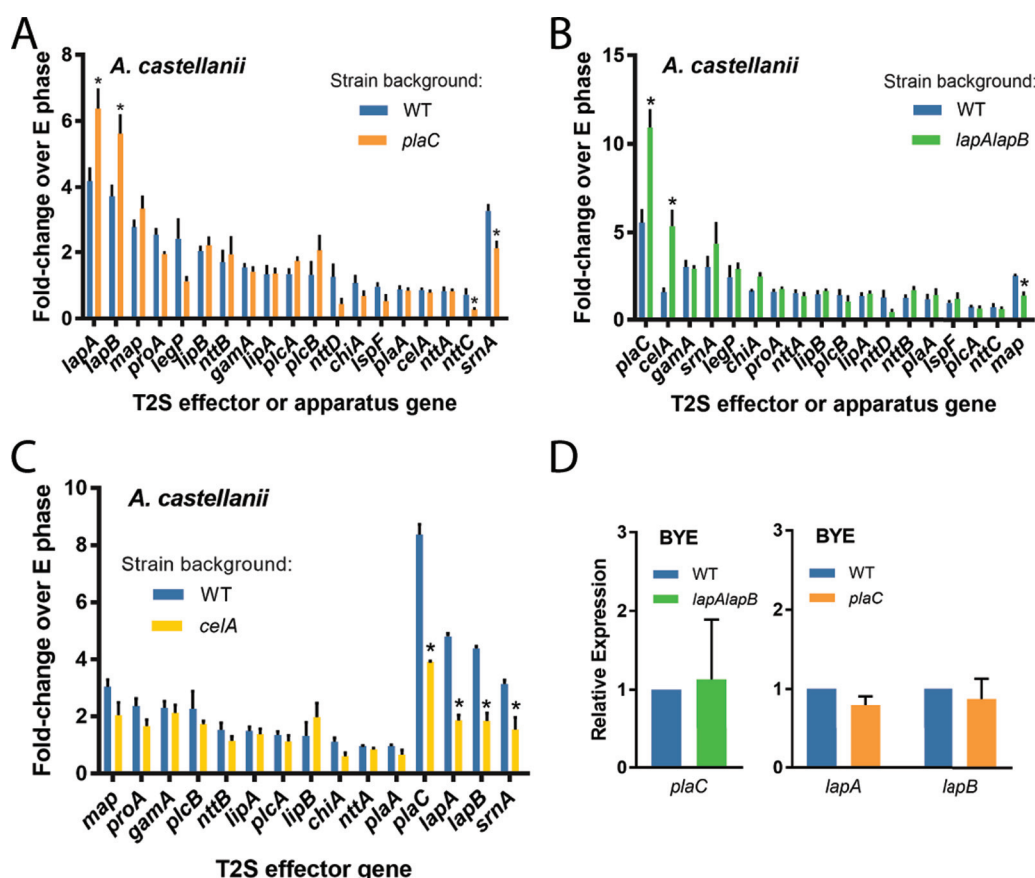 A
Fold-change over E phase
8
6
4
2
0
A. castellanii
Strain background:
WT
plaC
*
*
*
*
lapA
lapB
map
proA
legP
lipB
nttB
gamA
lipA
plcA
plcB
nttD
chiA
lspF
plaA
celA
nttA
nttC
srnA
T2S effector or apparatus gene
B
Fold-change over E phase
15
10
5
0
A. castellanii
Strain background:
WT
lapAlapB
*
*
*
plaC
celA
gamA
srnA
legP
chiA
proA
nttA
lipB
plcB
lipA
nttD
nttB
plaA
lspF
plcA
nttC
map
T2S effector or apparatus gene
C
Fold-change over E phase
10
8
6
4
2
0
A. castellanii
Strain background:
WT
celA
*
*
*
*
map
proA
gamA
plcB
nttB
lipA
plcA
lipB
chiA
nttA
plaA
plaC
lapA
lapB
srnA
T2S effector gene
D
Relative Expression
3
2
1
0
BYE
WT
lapAlapB
plaC
3
2
1
0
BYE
WT
plaC
lapA
lapB